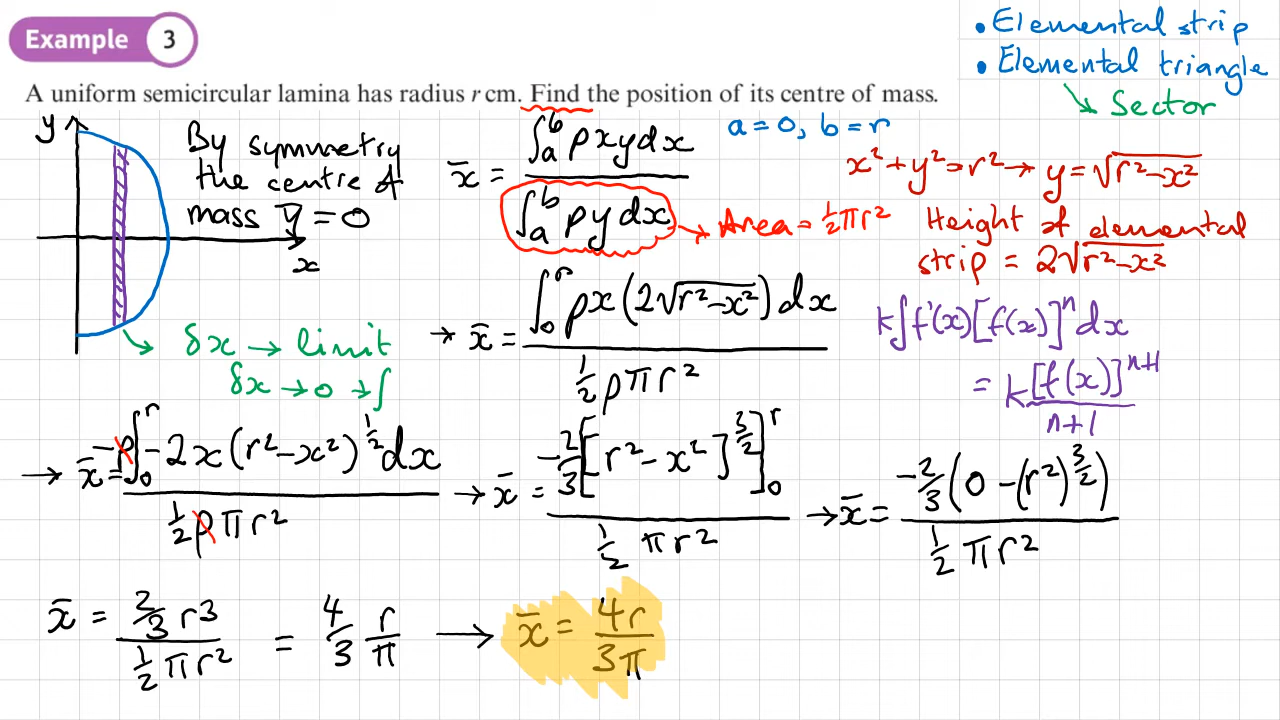 Example 3
• Elemental strip
• Elemental triangle
→ Sector
A uniform semicircular lamina has radius r cm. Find the position of its centre of mass.
y
x
By symmetry
the centre of
mass ȳ = 0
δx → limit
δx → 0 → ∫
x̄ = ∫ₐᵇ ρxy dx / ∫ₐᵇ ρy dx
→ Area = ½πr²
a = 0, b = r
x² + y² = r² → y = √(r² − x²)
Height of elemental
strip = 2√(r² − x²)
→ x̄ = ∫₀ʳ ρx(2√(r² − x²)) dx / ½ρπr²
k∫f'(x)[f(x)]ⁿ dx
= k[f(x)]ⁿ⁺¹ / n+1
→ x̄ = −ρ∫₀ʳ −2x(r² − x²)^½ dx / ½ρπr²
→ x̄ = −⅔[[r² − x²]^(3/2)]₀ʳ / ½πr²
→ x̄ = −⅔(0 − (r²)^(3/2)) / ½πr²
x̄ = ⅔r³ / ½πr² = 4/3 r/π → x̄ = 4r/3π